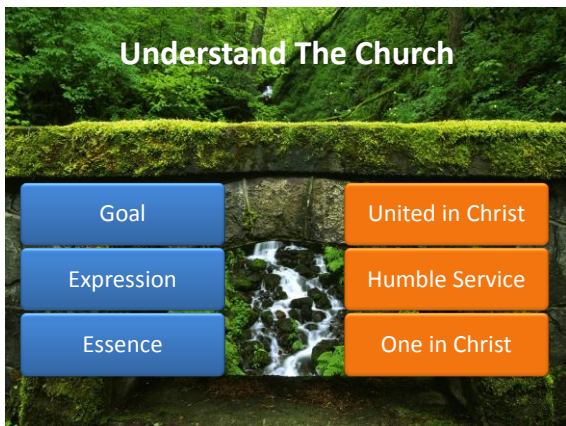 Understand The Church
Goal
United in Christ
Expression
Humble Service
Essence
One in Christ